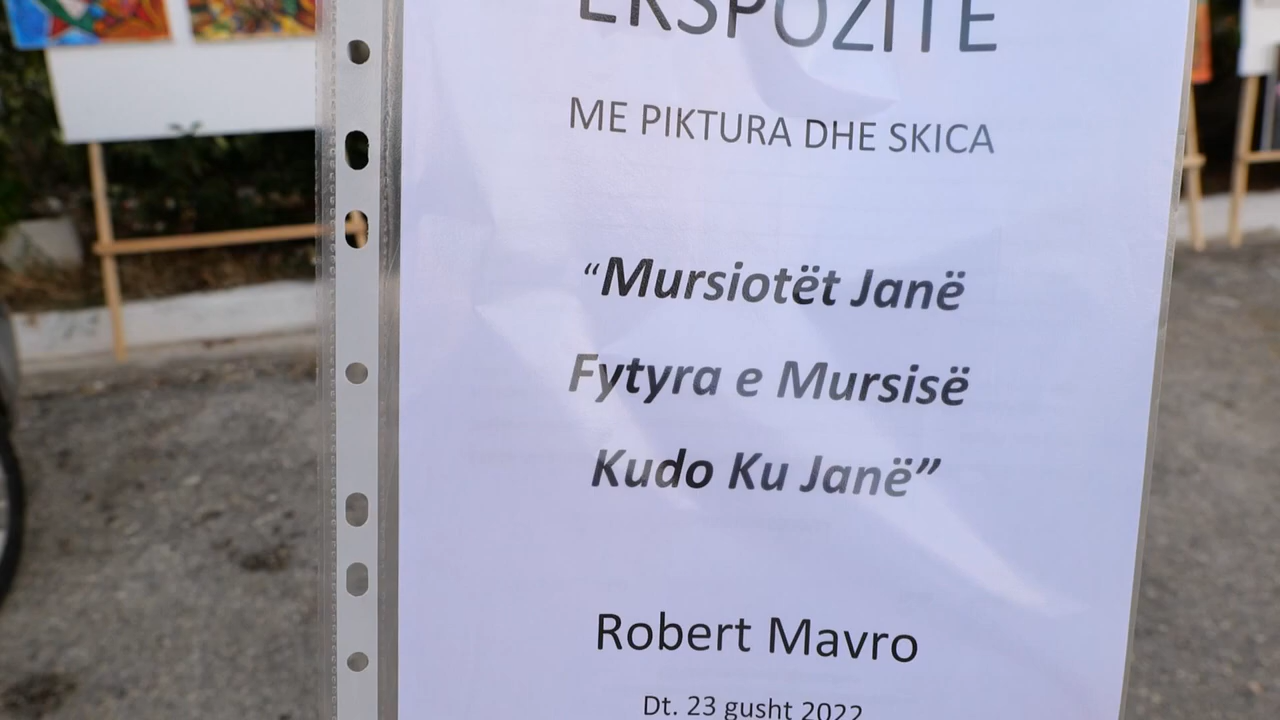 EKSPOZITË
ME PIKTURA DHE SKICA
“Mursiotët Janë
Fytyra e Mursisë
Kudo Ku Janë”
Robert Mavro
Dt. 23 gusht 2022